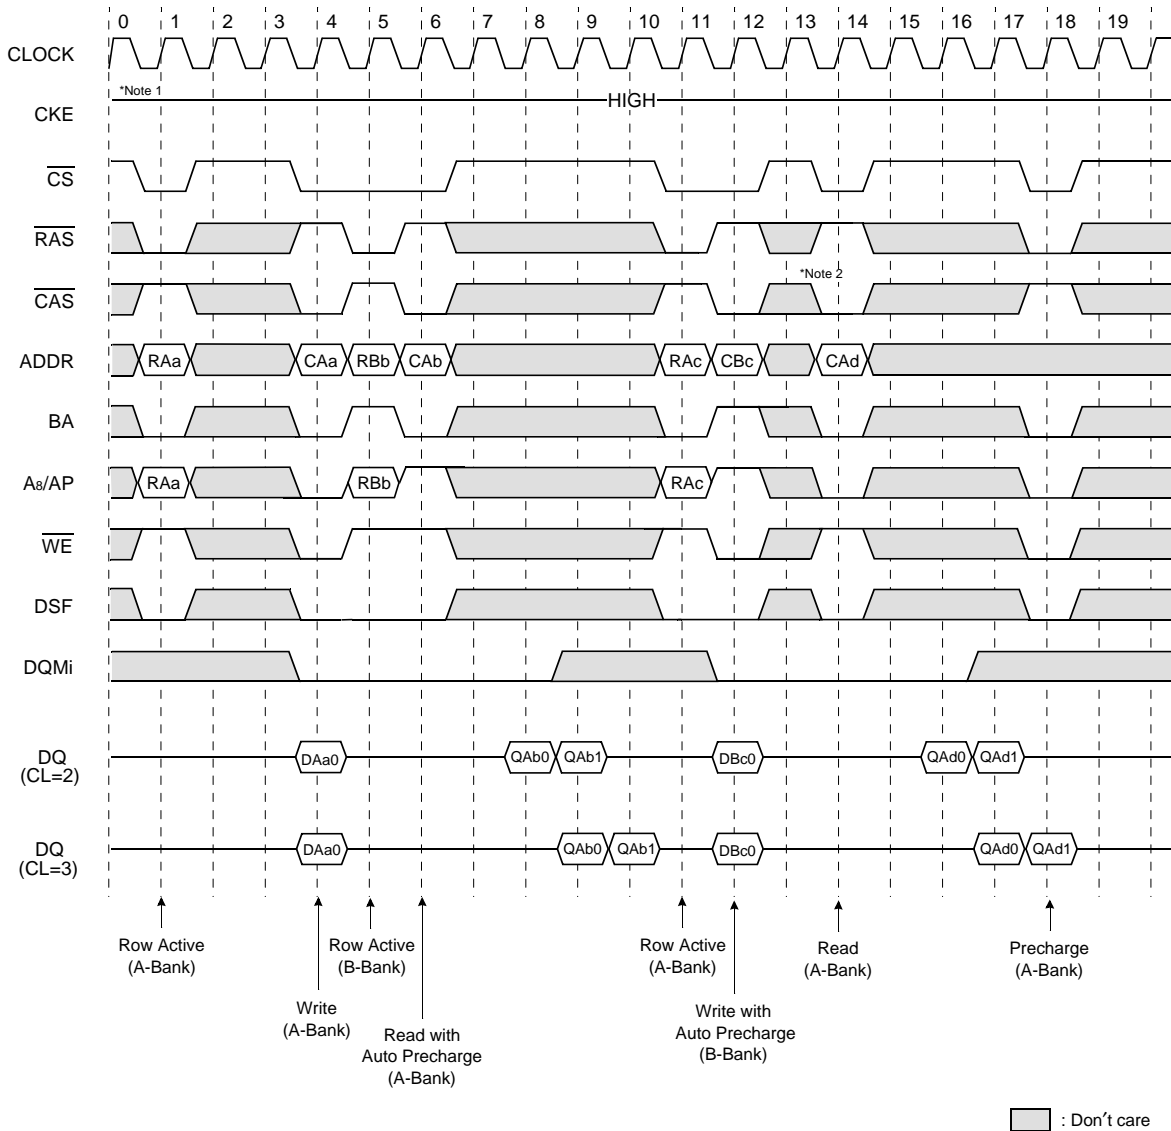 0 1 2 3 4 5 6 7 8 9 10 11 12 13 14 15 16 17 18 19
CLOCK
*Note 1
HIGH
CKE
CS
RAS
*Note 2
CAS
ADDR RAa CAa RBb CAb RAc CBc CAd
BA
A8/AP RAa RBb RAc
WE
DSF
DQMi
DQ
(CL=2)
DAa0 QAb0 QAb1 DBc0 QAd0 QAd1
DQ
(CL=3)
DAa0 QAb0 QAb1 DBc0 QAd0 QAd1
Row Active
(A-Bank)
Write
(A-Bank)
Row Active
(B-Bank)
Read with
Auto Precharge
(A-Bank)
Row Active
(A-Bank)
Write with
Auto Precharge
(B-Bank)
Read
(A-Bank)
Precharge
(A-Bank)
: Don′t care